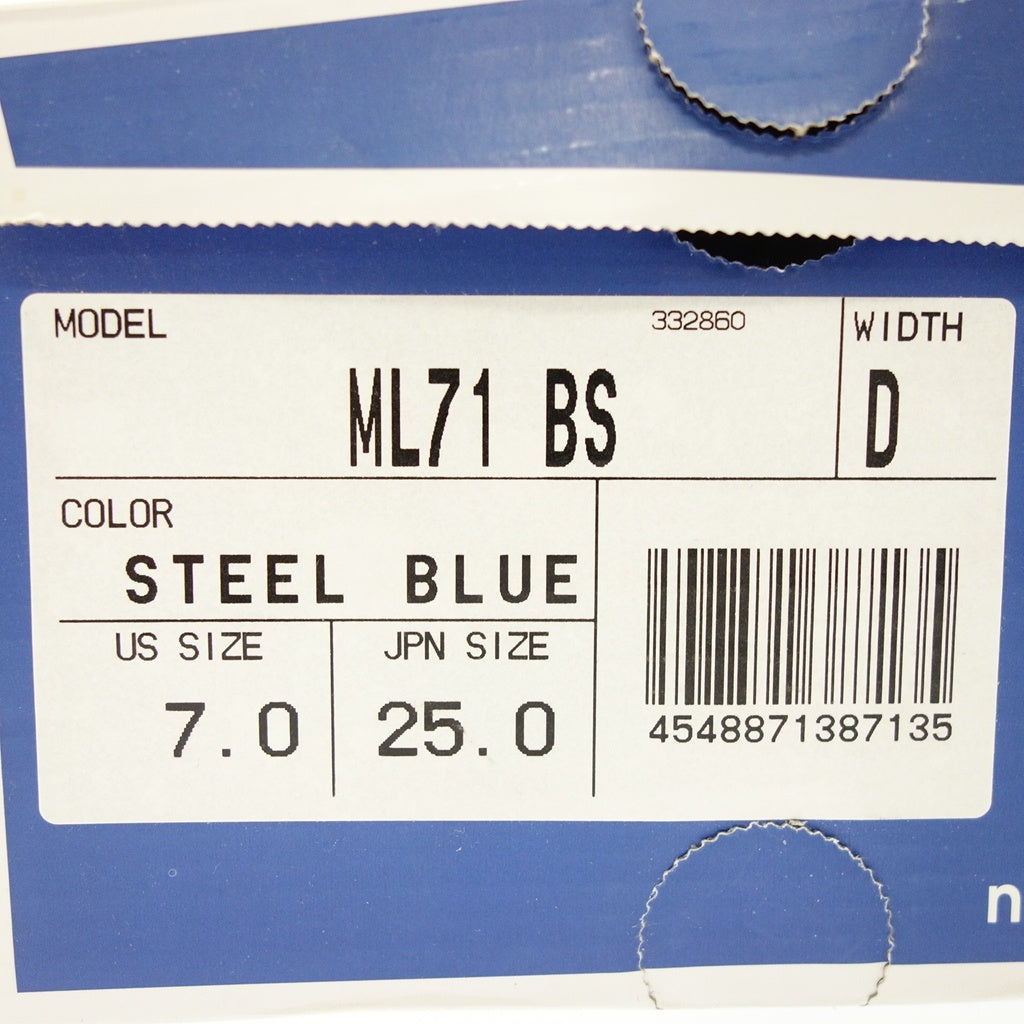 MODEL 332860 WIDTH
ML71 BS D
COLOR
STEEL BLUE
US SIZE JPN SIZE
7.0 25.0
4548871387135
n